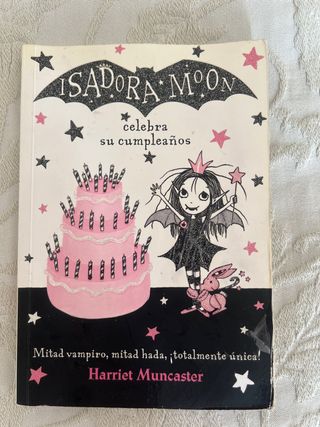 ISADORA MOON
celebra
su cumpleaños
Mitad vampiro, mitad hada, ¡totalmente única!
Harriet Muncaster